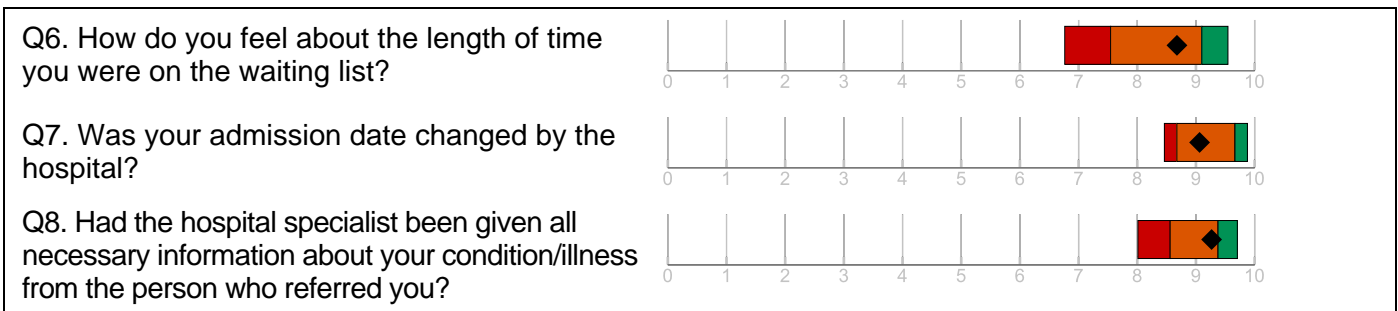 Q6. How do you feel about the length of time
you were on the waiting list?
0 1 2 3 4 5 6 7 8 9 10
Q7. Was your admission date changed by the
hospital?
0 1 2 3 4 5 6 7 8 9 10
Q8. Had the hospital specialist been given all
necessary information about your condition/illness
from the person who referred you?
0 1 2 3 4 5 6 7 8 9 10